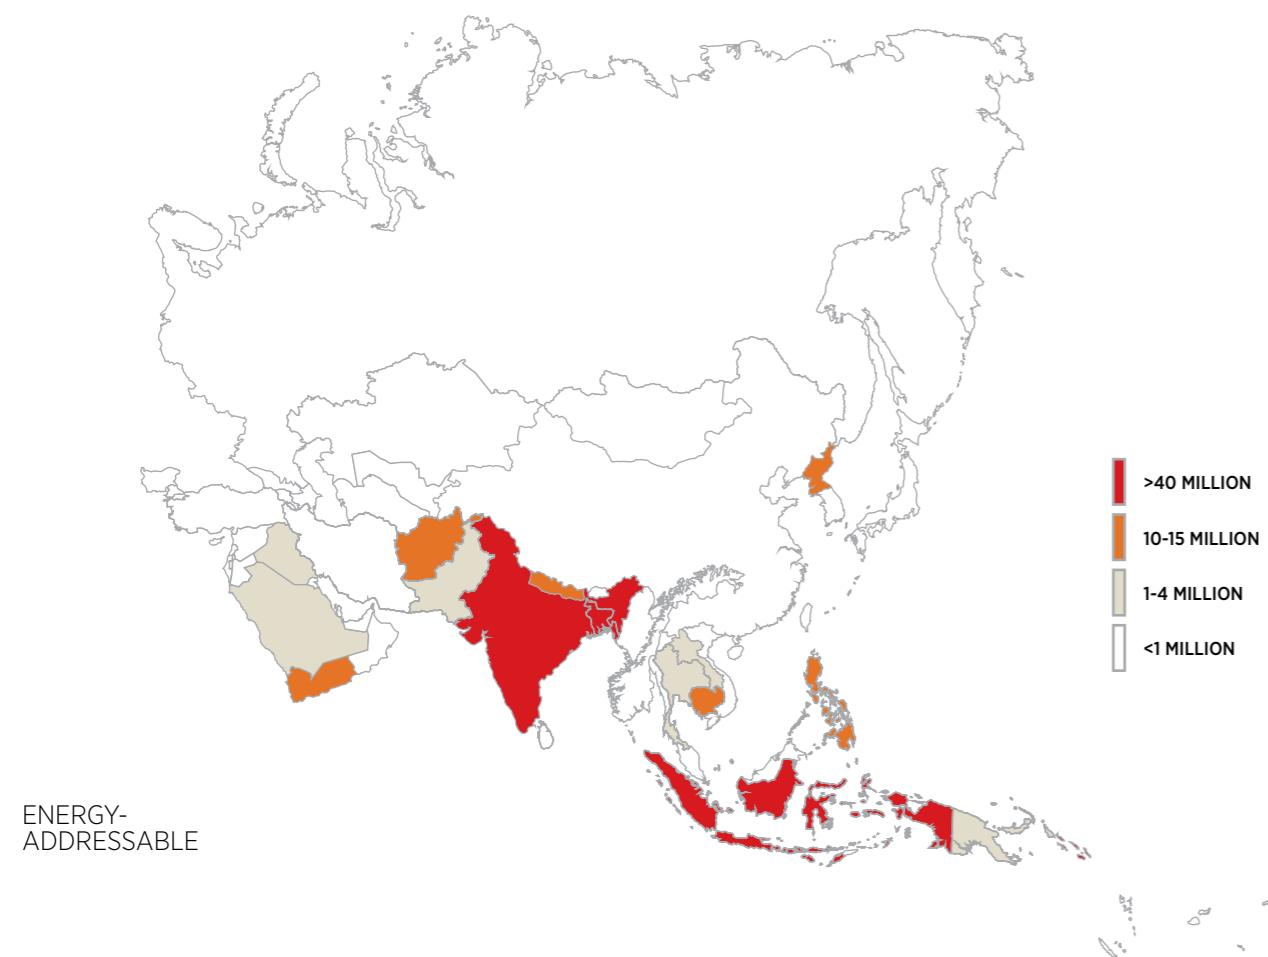 >40 MILLION
10-15 MILLION
1-4 MILLION
<1 MILLION
ENERGY-
ADDRESSABLE